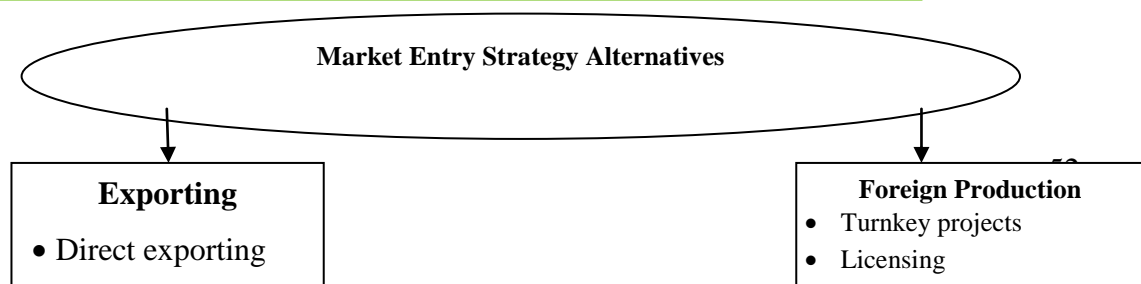 Market Entry Strategy Alternatives
Exporting
• Direct exporting
Foreign Production
• Turnkey projects
• Licensing